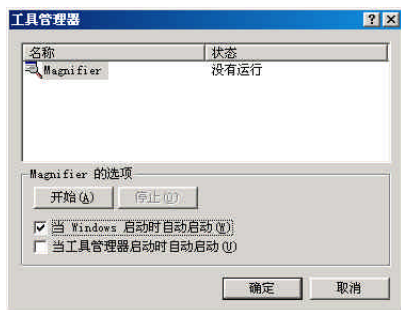 工具管理器
名称 状态
Magnifier 没有运行
Magnifier 的选项
开始(A) 停止(O)
当 Windows 启动时自动启动(W)
当工具管理器启动时自动启动(U)
确定 取消